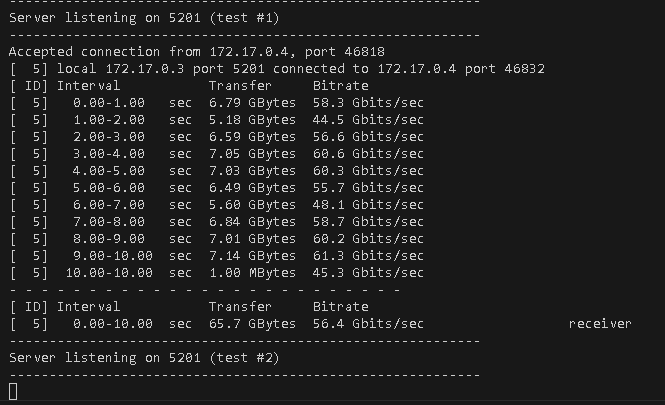 -----------------------------------------------------------
Server listening on 5201 (test #1)
-----------------------------------------------------------
Accepted connection from 172.17.0.4, port 46818
[  5] local 172.17.0.3 port 5201 connected to 172.17.0.4 port 46832
[ ID] Interval           Transfer     Bitrate
[  5]   0.00-1.00   sec  6.79 GBytes  58.3 Gbits/sec
[  5]   1.00-2.00   sec  5.18 GBytes  44.5 Gbits/sec
[  5]   2.00-3.00   sec  6.59 GBytes  56.6 Gbits/sec
[  5]   3.00-4.00   sec  7.05 GBytes  60.6 Gbits/sec
[  5]   4.00-5.00   sec  7.03 GBytes  60.3 Gbits/sec
[  5]   5.00-6.00   sec  6.49 GBytes  55.7 Gbits/sec
[  5]   6.00-7.00   sec  5.60 GBytes  48.1 Gbits/sec
[  5]   7.00-8.00   sec  6.84 GBytes  58.7 Gbits/sec
[  5]   8.00-9.00   sec  7.01 GBytes  60.2 Gbits/sec
[  5]   9.00-10.00  sec  7.14 GBytes  61.3 Gbits/sec
[  5]  10.00-10.00  sec  1.00 MBytes  45.3 Gbits/sec
- - - - - - - - - - - - - - - - - - - - - - - - -
[ ID] Interval           Transfer     Bitrate
[  5]   0.00-10.00  sec  65.7 GBytes  56.4 Gbits/sec                  receiver
-----------------------------------------------------------
Server listening on 5201 (test #2)
-----------------------------------------------------------